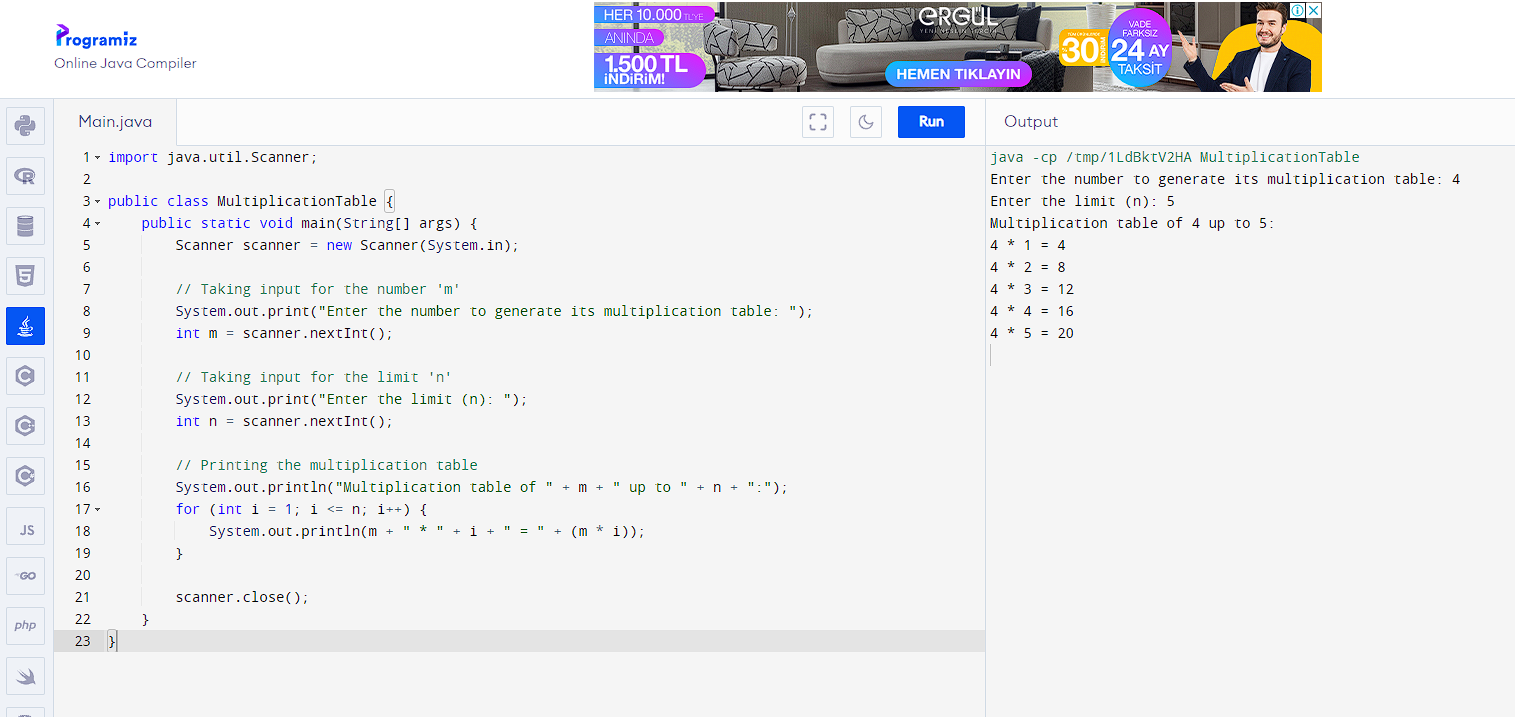 Programiz
Online Java Compiler
HER 10.000 TL'YE
ANINDA
1.500 TL
İNDİRİM!
ERGÜL
YENİ NESLİN TERCİHİ
HEMEN TIKLAYIN
30
VADE
FARKSIZ
24 AY
TAKSİT
Main.java
Run
Output
1 import java.util.Scanner;
2
3 public class MultiplicationTable {
4     public static void main(String[] args) {
5         Scanner scanner = new Scanner(System.in);
6
7         // Taking input for the number 'm'
8         System.out.print("Enter the number to generate its multiplication table: ");
9         int m = scanner.nextInt();
10
11         // Taking input for the limit 'n'
12         System.out.print("Enter the limit (n): ");
13         int n = scanner.nextInt();
14
15         // Printing the multiplication table
16         System.out.println("Multiplication table of " + m + " up to " + n + ":");
17         for (int i = 1; i <= n; i++) {
18             System.out.println(m + " * " + i + " = " + (m * i));
19         }
20
21         scanner.close();
22     }
23 }
java -cp /tmp/1LdBktV2HA MultiplicationTable
Enter the number to generate its multiplication table: 4
Enter the limit (n): 5
Multiplication table of 4 up to 5:
4 * 1 = 4
4 * 2 = 8
4 * 3 = 12
4 * 4 = 16
4 * 5 = 20
R
5
C
C
C
JS
GO
php